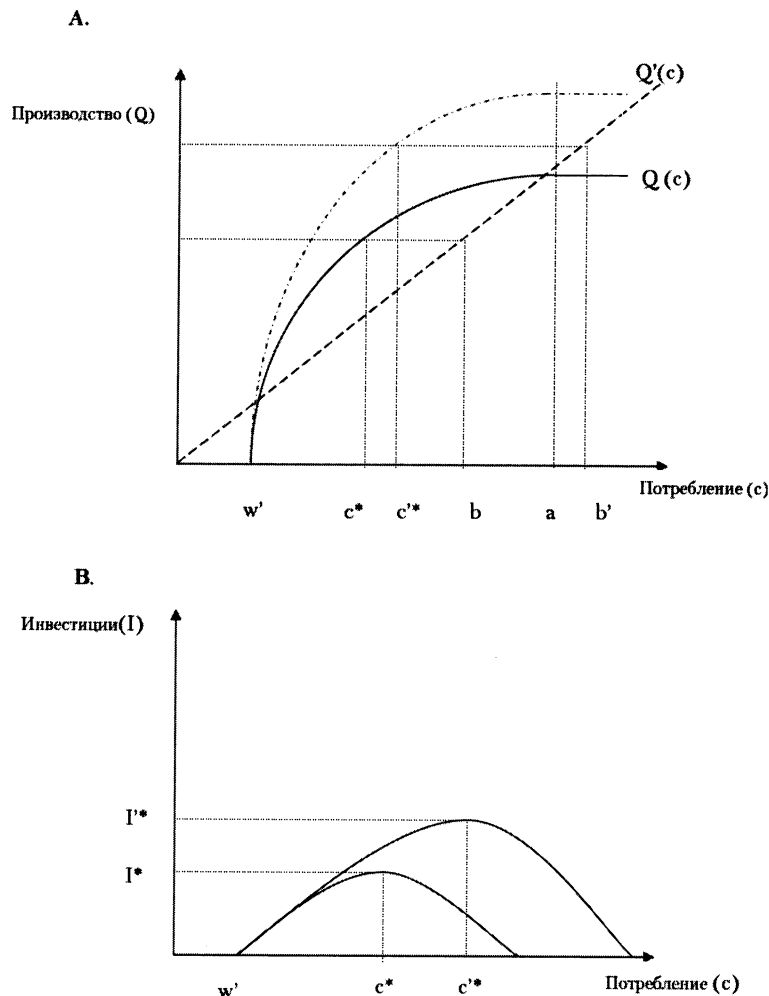 A.
Q'(c)
Производство (Q)
Q (c)
Потребление (c)
w' c* c'* b a b'
B.
Инвестиции(I)
I'*
I*
Потребление (c)
w' c* c'*